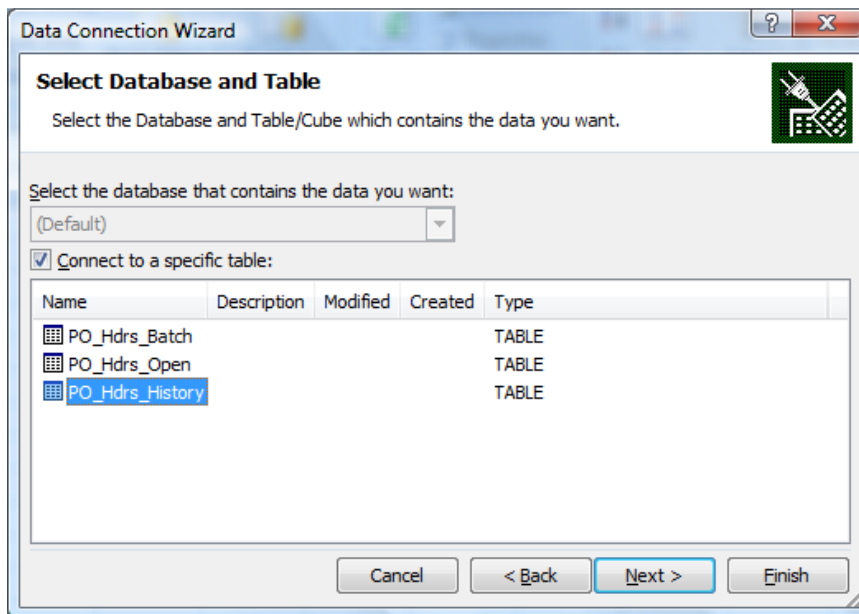 Data Connection Wizard
Select Database and Table
Select the Database and Table/Cube which contains the data you want.
Select the database that contains the data you want:
(Default)
Connect to a specific table:
Name Description Modified Created Type
PO_Hdrs_Batch TABLE
PO_Hdrs_Open TABLE
PO_Hdrs_History TABLE
Cancel < Back Next > Finish